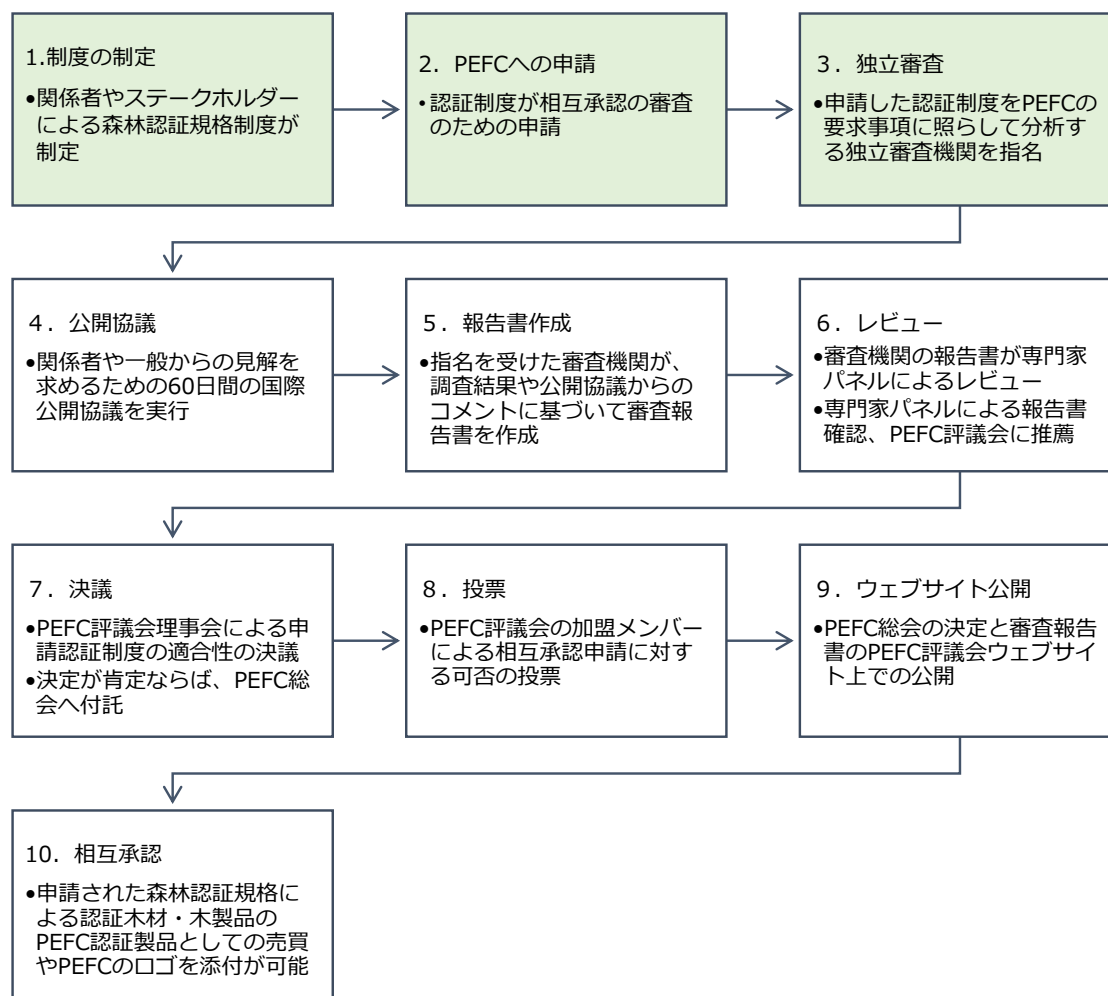 1.制度の制定
•関係者やステークホルダー
による森林認証規格制度が
制定
2．PEFCへの申請
•認証制度が相互承認の審査
のための申請
3．独立審査
•申請した認証制度をPEFCの
要求事項に照らして分析す
る独立審査機関を指名
4．公開協議
•関係者や一般からの見解を
求めるための60日間の国際
公開協議を実行
5．報告書作成
•指名を受けた審査機関が、
調査結果や公開協議からの
コメントに基づいて審査報
告書を作成
6．レビュー
•審査機関の報告書が専門家
パネルによるレビュー
•専門家パネルによる報告書
確認、PEFC評議会に推薦
7．決議
•PEFC評議会理事会による申
請認証制度の適合性の決議
•決定が肯定ならば、PEFC総
会へ付託
8．投票
•PEFC評議会の加盟メンバー
による相互承認申請に対す
る可否の投票
9．ウェブサイト公開
•PEFC総会の決定と審査報告
書のPEFC評議会ウェブサイ
ト上での公開
10．相互承認
•申請された森林認証規格に
よる認証木材・木製品の
PEFC認証製品としての売買
やPEFCのロゴを添付が可能